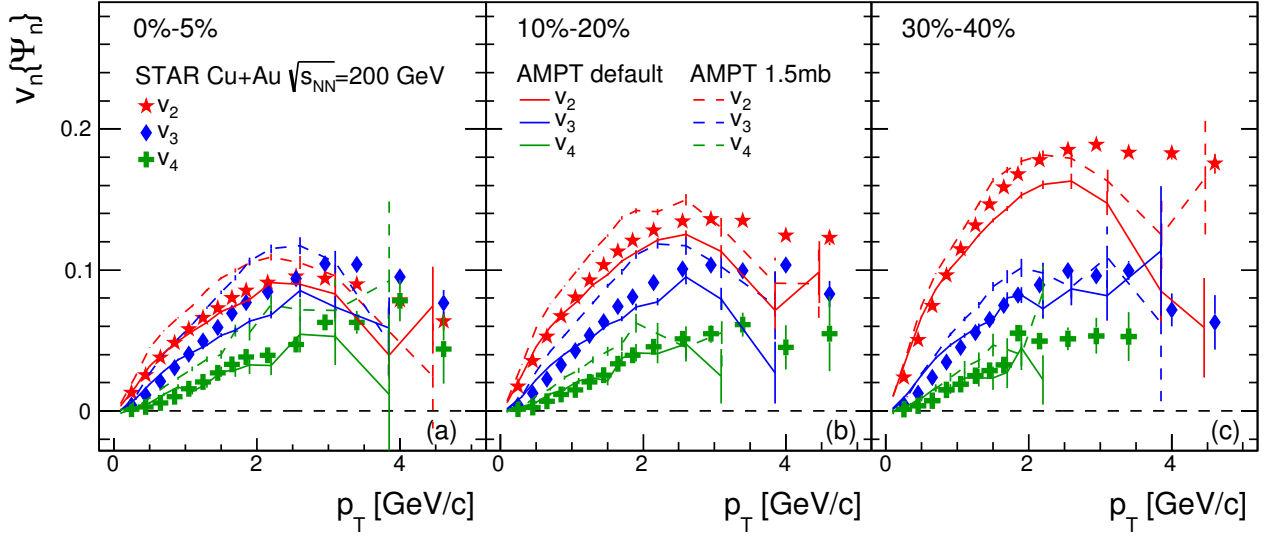 v_n{Ψ_n}
0%-5%
10%-20%
30%-40%
STAR Cu+Au √s_NN=200 GeV
v_2
v_3
v_4
AMPT default
v_2
v_3
v_4
AMPT 1.5mb
v_2
v_3
v_4
0.2
0.1
0
(a)
(b)
(c)
0 2 4
0 2 4
0 2 4
p_T [GeV/c]
p_T [GeV/c]
p_T [GeV/c]